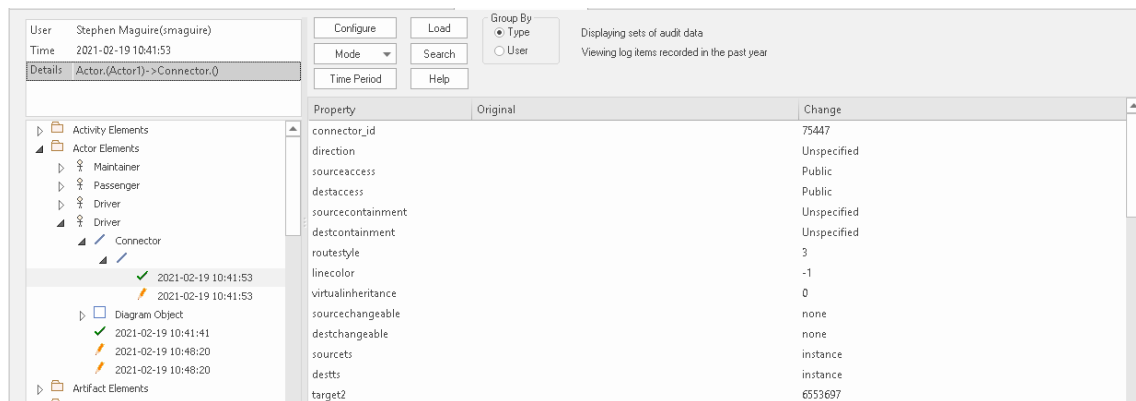 User Stephen Maguire(smaguire)
Time 2021-02-19 10:41:53
Details Actor.(Actor1)->Connector.()
Configure Load
Mode Search
Time Period Help
Group By
Type
User
Displaying sets of audit data
Viewing log items recorded in the past year
Activity Elements
Actor Elements
Maintainer
Passenger
Driver
Driver
Connector
2021-02-19 10:41:53
2021-02-19 10:41:53
Diagram Object
2021-02-19 10:41:41
2021-02-19 10:48:20
2021-02-19 10:48:20
Artifact Elements
Property Original Change
connector_id 75447
direction Unspecified
sourceaccess Public
destaccess Public
sourcecontainment Unspecified
destcontainment Unspecified
routestyle 3
linecolor -1
virtualinheritance 0
sourcechangeable none
destchangeable none
sourcets instance
destts instance
target2 6553697